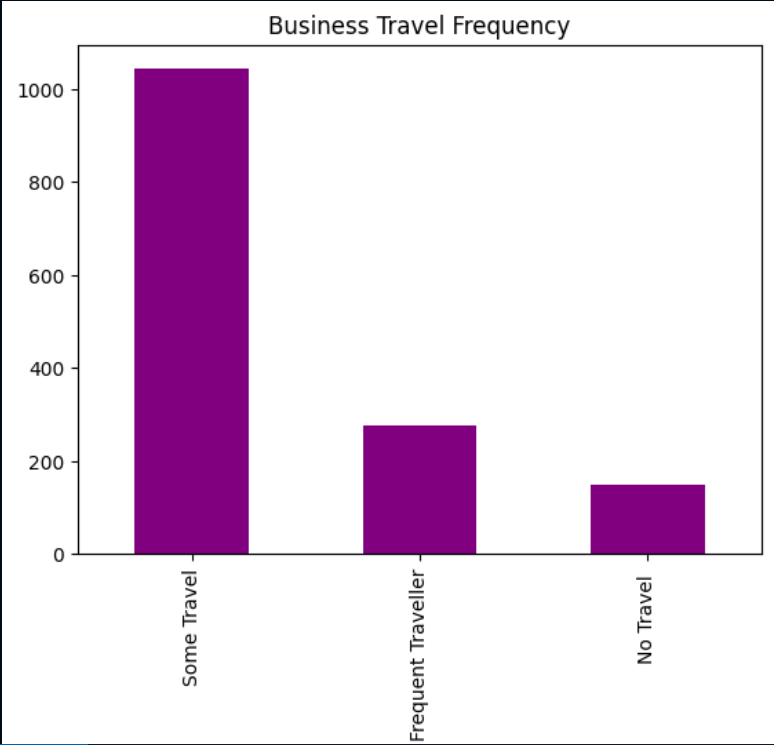 Business Travel Frequency
1000
800
600
400
200
0
Some Travel
Frequent Traveller
No Travel